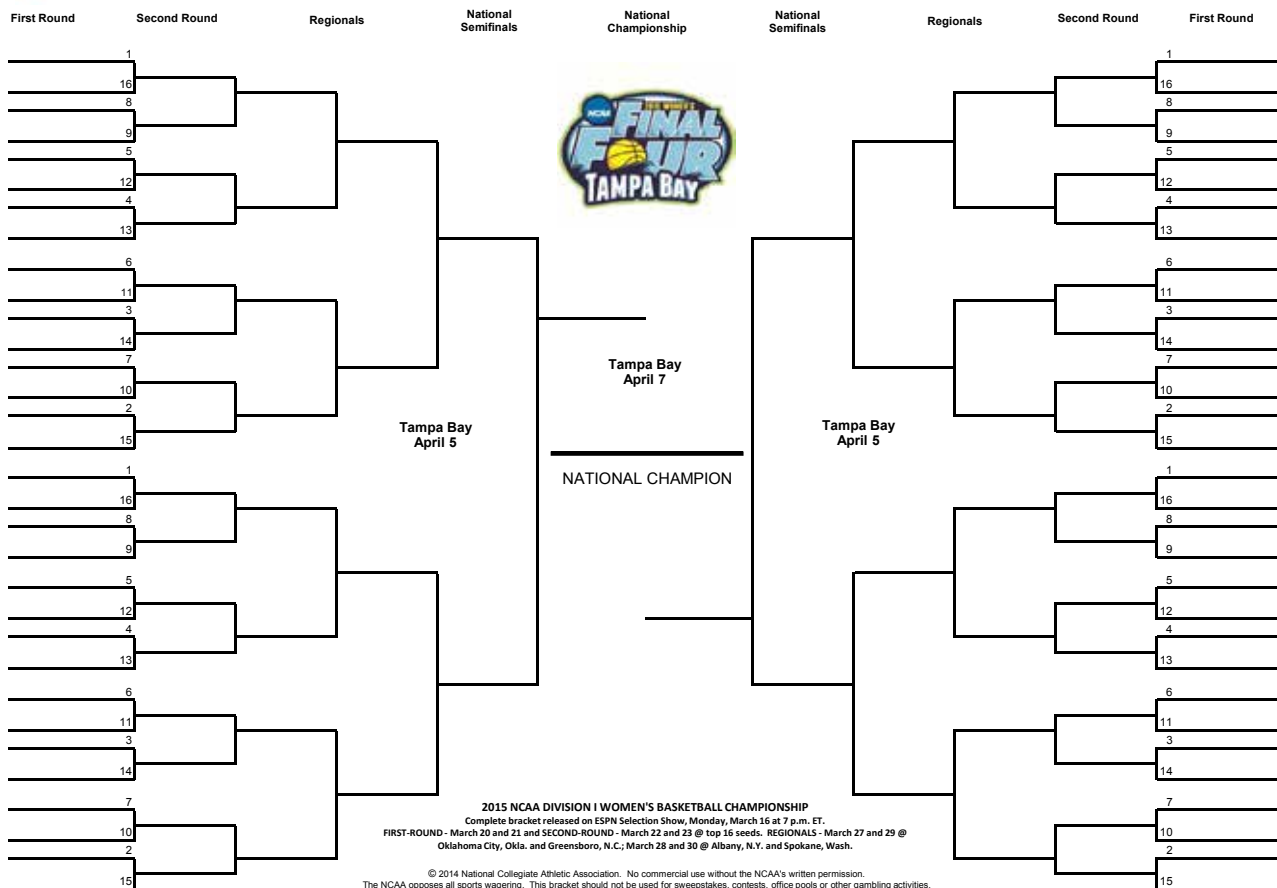 First Round
Second Round
Regionals
National
Semifinals
National
Championship
National
Semifinals
Regionals
Second Round
First Round
1
16
8
9
5
12
4
13
6
11
3
14
7
10
2
15
1
16
8
9
5
12
4
13
6
11
3
14
7
10
2
15
NCAA
2015 WOMEN'S
FINAL
FOUR
TAMPA BAY
Tampa Bay
April 5
Tampa Bay
April 7
NATIONAL CHAMPION
Tampa Bay
April 5
1
16
8
9
5
12
4
13
6
11
3
14
7
10
2
15
1
16
8
9
5
12
4
13
6
11
3
14
7
10
2
15
2015 NCAA DIVISION I WOMEN'S BASKETBALL CHAMPIONSHIP
Complete bracket released on ESPN Selection Show, Monday, March 16 at 7 p.m. ET.
FIRST-ROUND - March 20 and 21 and SECOND-ROUND - March 22 and 23 @ top 16 seeds. REGIONALS - March 27 and 29 @
Oklahoma City, Okla. and Greensboro, N.C.; March 28 and 30 @ Albany, N.Y. and Spokane, Wash.
© 2014 National Collegiate Athletic Association. No commercial use without the NCAA's written permission.
The NCAA opposes all sports wagering. This bracket should not be used for sweepstakes, contests, office pools or other gambling activities.